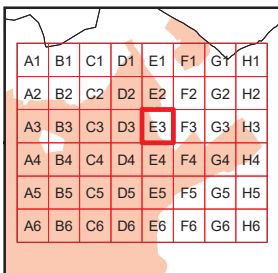 A1 B1 C1 D1 E1 F1 G1 H1
A2 B2 C2 D2 E2 F2 G2 H2
A3 B3 C3 D3 E3 F3 G3 H3
A4 B4 C4 D4 E4 F4 G4 H4
A5 B5 C5 D5 E5 F5 G5 H5
A6 B6 C6 D6 E6 F6 G6 H6